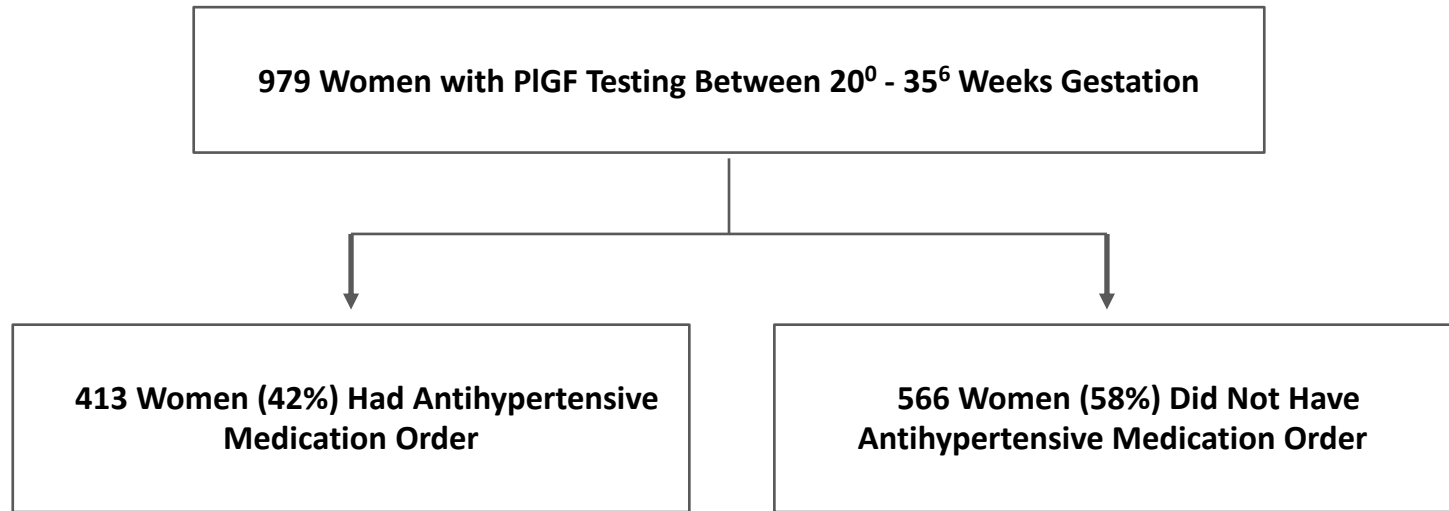 979 Women with PlGF Testing Between 20⁰ - 35⁶ Weeks Gestation
413 Women (42%) Had Antihypertensive
Medication Order
566 Women (58%) Did Not Have
Antihypertensive Medication Order